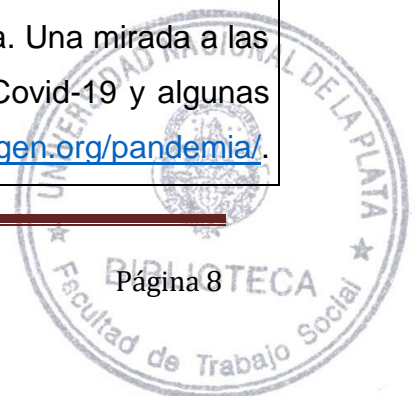 a. Una mirada a las
Covid-19 y algunas
gen.org/pandemia/.
Página 8
UNIVERSIDAD NACIONAL DE LA PLATA
BIBLIOTECA
Facultad de Trabajo Social